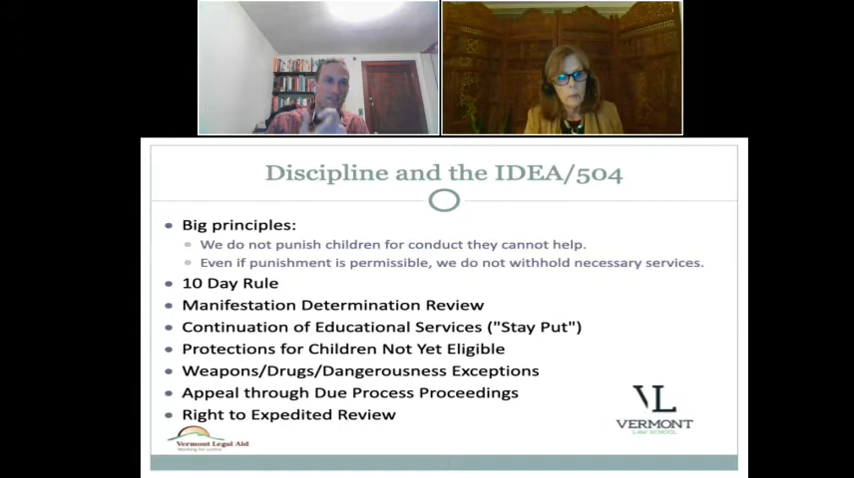 Discipline and the IDEA/504
Big principles:
We do not punish children for conduct they cannot help.
Even if punishment is permissible, we do not withhold necessary services.
10 Day Rule
Manifestation Determination Review
Continuation of Educational Services ("Stay Put")
Protections for Children Not Yet Eligible
Weapons/Drugs/Dangerousness Exceptions
Appeal through Due Process Proceedings
Right to Expedited Review
VL
VERMONT
LAW SCHOOL
Vermont Legal Aid
Working for Justice